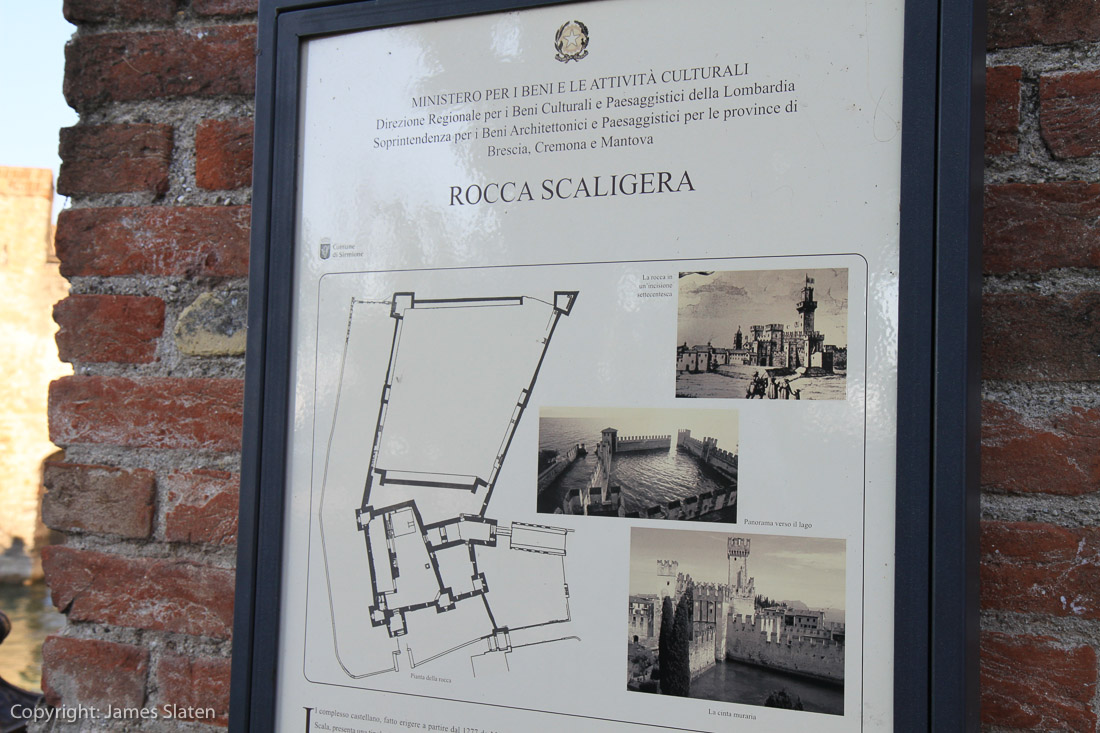 MINISTERO PER I BENI E LE ATTIVITÀ CULTURALI
Direzione Regionale per i Beni Culturali e Paesaggistici della Lombardia
Soprintendenza per i Beni Architettonici e Paesaggistici per le province di
Brescia, Cremona e Mantova
ROCCA SCALIGERA
Comune
di Sirmione
La rocca in
un'incisione
settecentesca
Panorama verso il lago
La cinta muraria
Pianta della rocca
Il complesso castellano, fatto erigere a partire dal 1277
Scala, presenta
Copyright: James Slaten